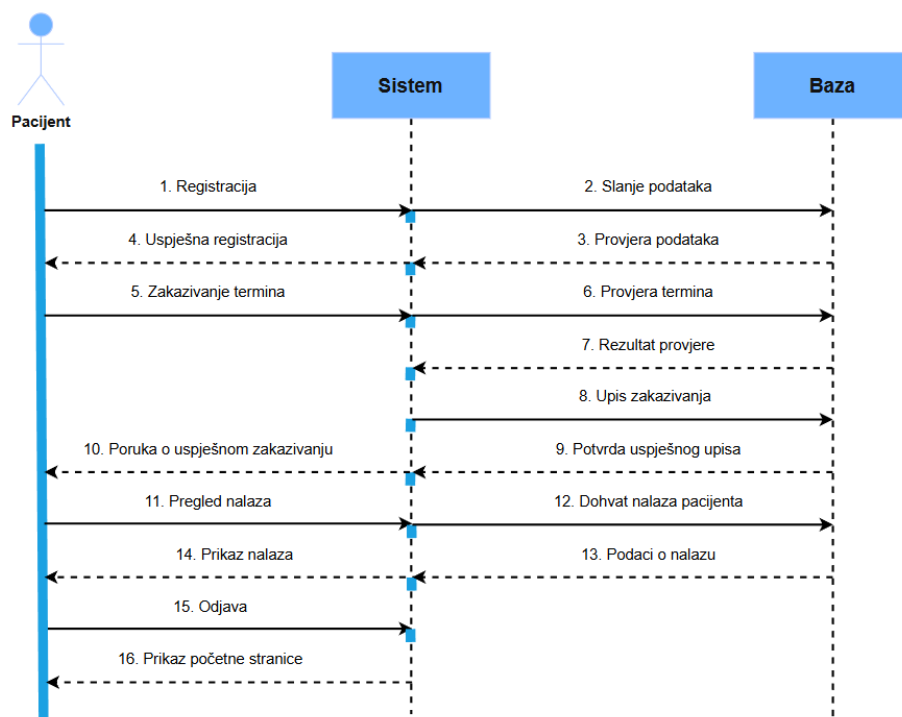 Sistem
Baza
Pacijent
1. Registracija
2. Slanje podataka
4. Uspješna registracija
3. Provjera podataka
5. Zakazivanje termina
6. Provjera termina
7. Rezultat provjere
8. Upis zakazivanja
10. Poruka o uspješnom zakazivanju
9. Potvrda uspješnog upisa
11. Pregled nalaza
12. Dohvat nalaza pacijenta
14. Prikaz nalaza
13. Podaci o nalazu
15. Odjava
16. Prikaz početne stranice